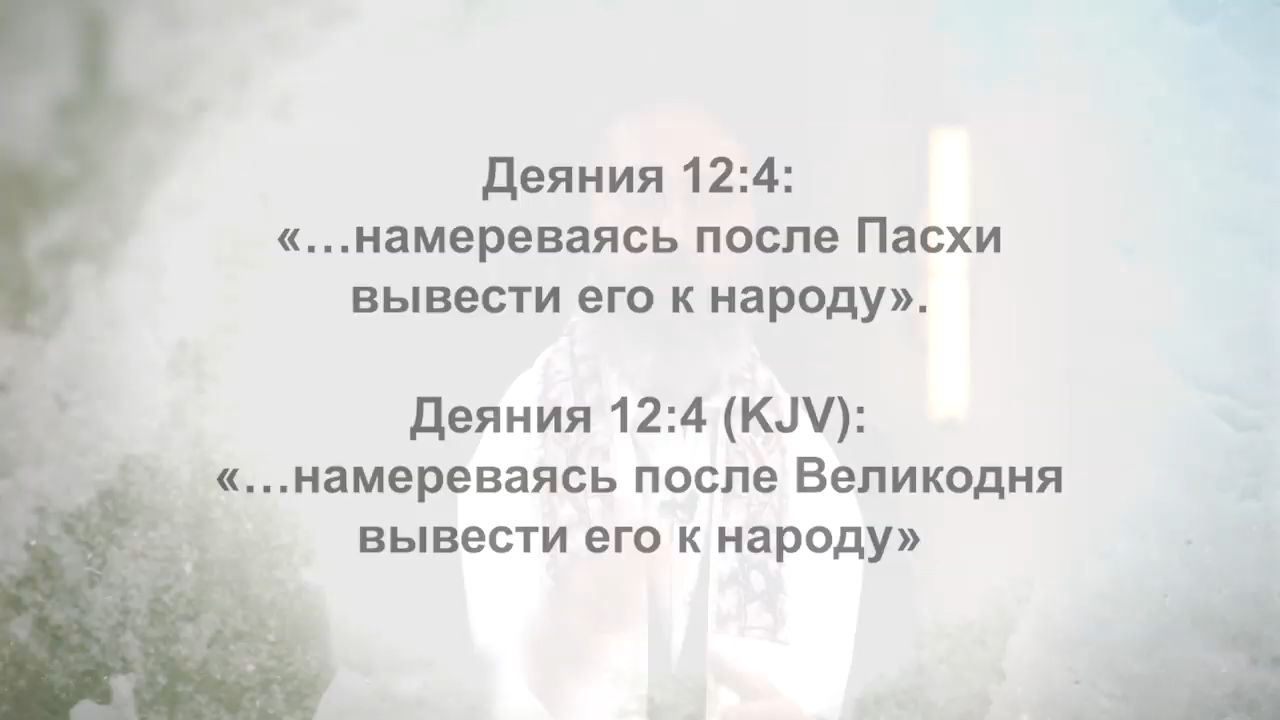 Деяния 12:4:
«…намереваясь после Пасхи
вывести его к народу».
Деяния 12:4 (KJV):
«…намереваясь после Великодня
вывести его к народу»